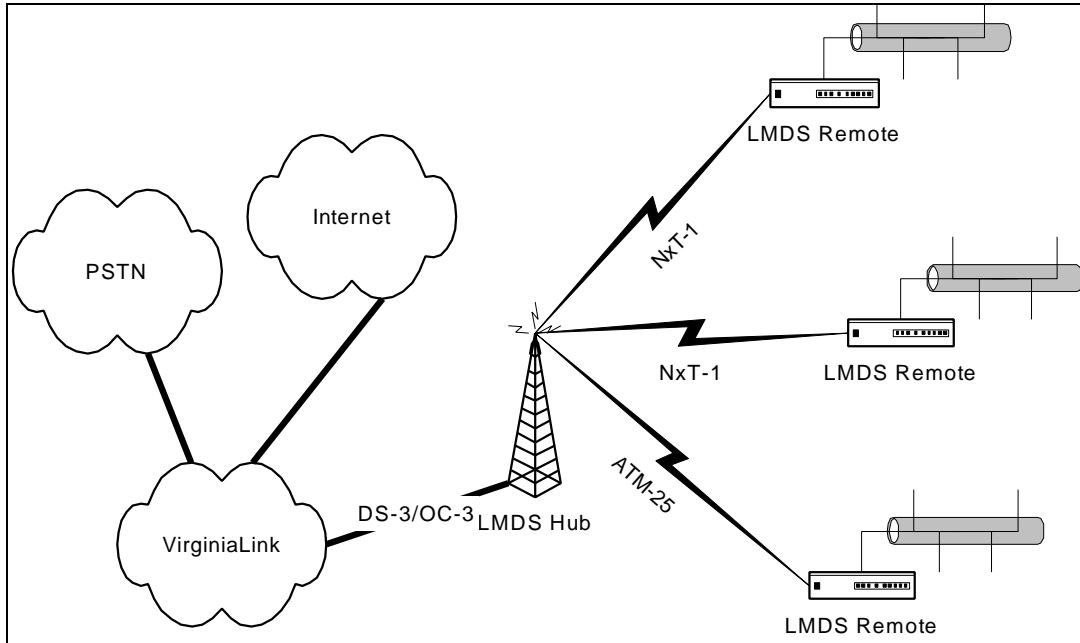 LMDS Remote
Internet
PSTN
NxT-1
NxT-1
LMDS Remote
ATM-25
DS-3/OC-3
LMDS Hub
VirginiaLink
LMDS Remote